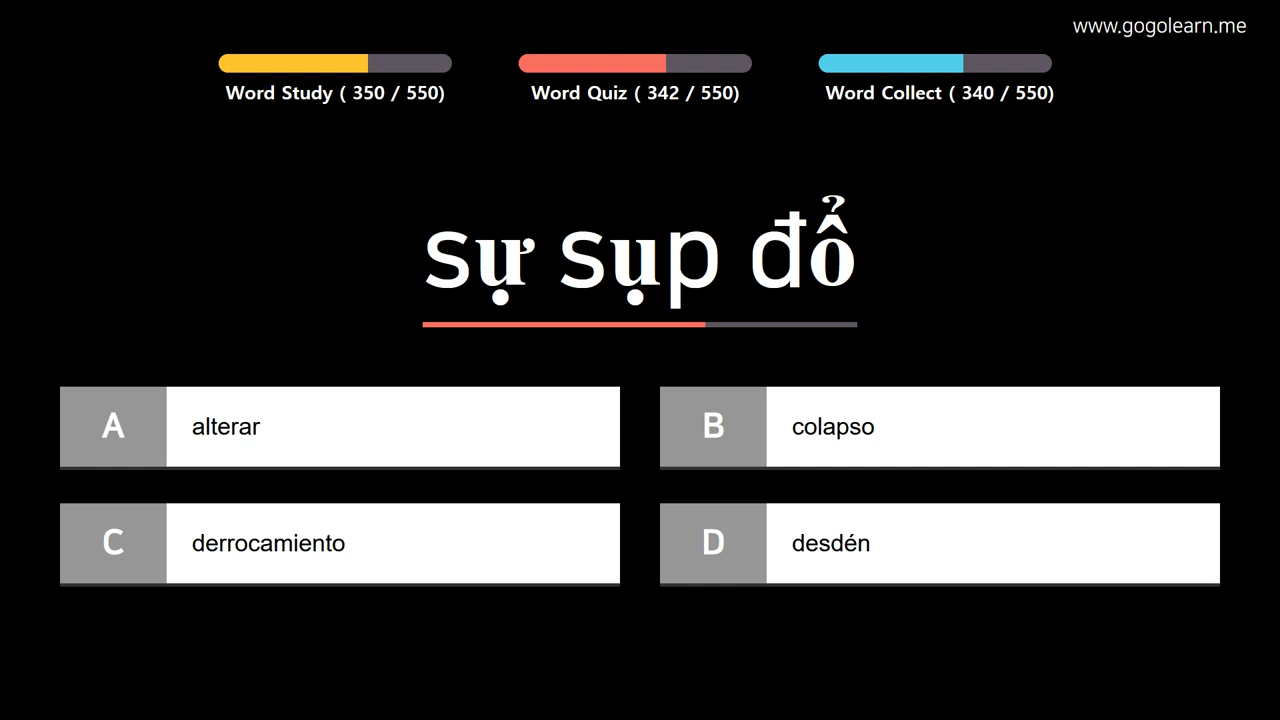 www.gogolearn.me
Word Study ( 350 / 550)
Word Quiz ( 342 / 550)
Word Collect ( 340 / 550)
sự sụp đổ
A alterar
B colapso
C derrocamiento
D desdén